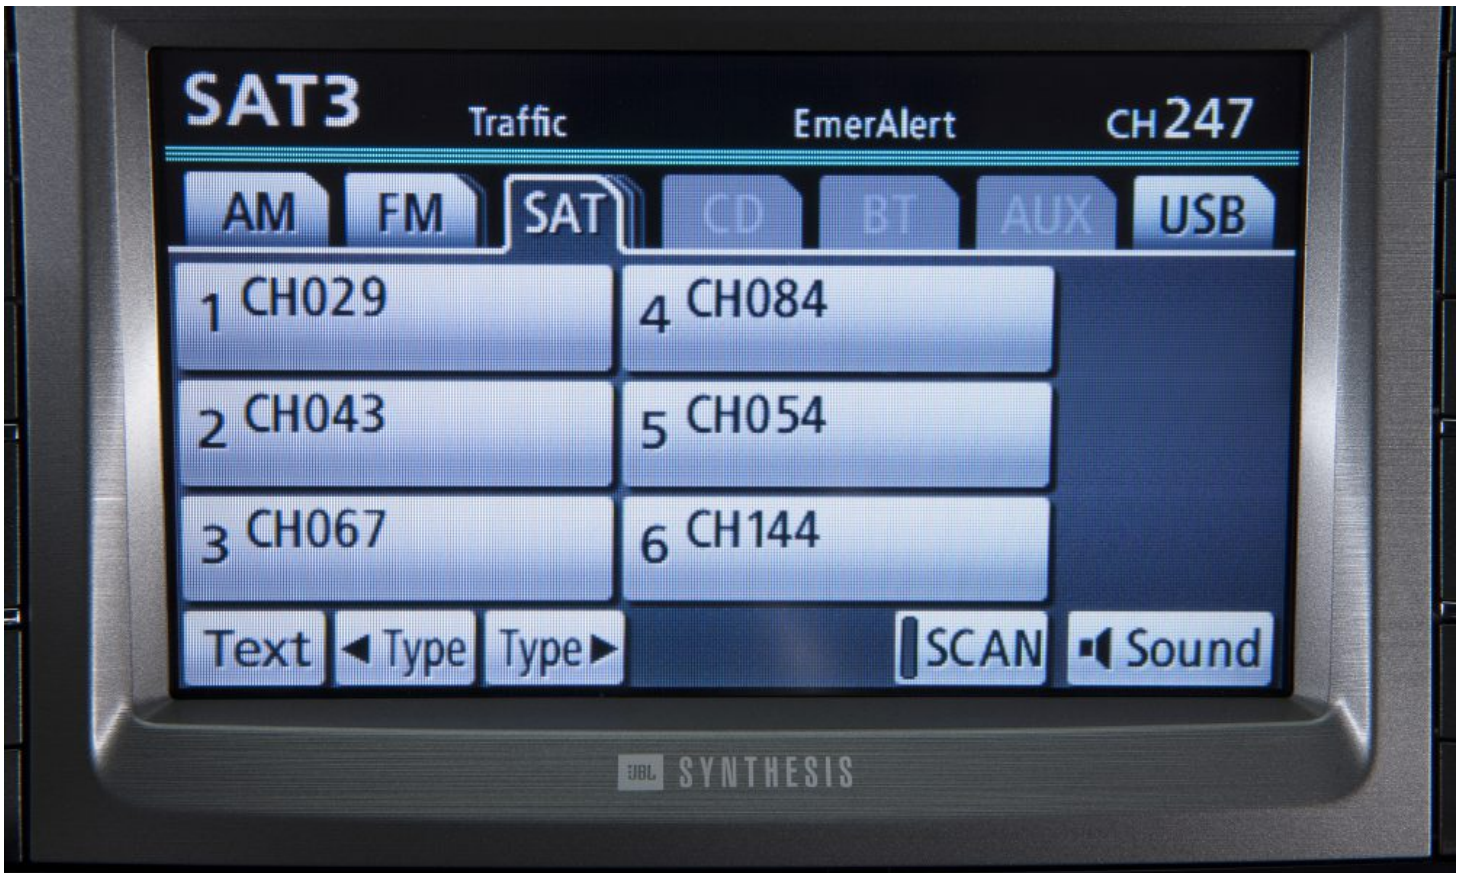 SAT3 Traffic EmerAlert CH247
AM FM SAT CD BT AUX USB
1 CH029 4 CH084
2 CH043 5 CH054
3 CH067 6 CH144
Text ◄Type Type► SCAN Sound
JBL SYNTHESIS